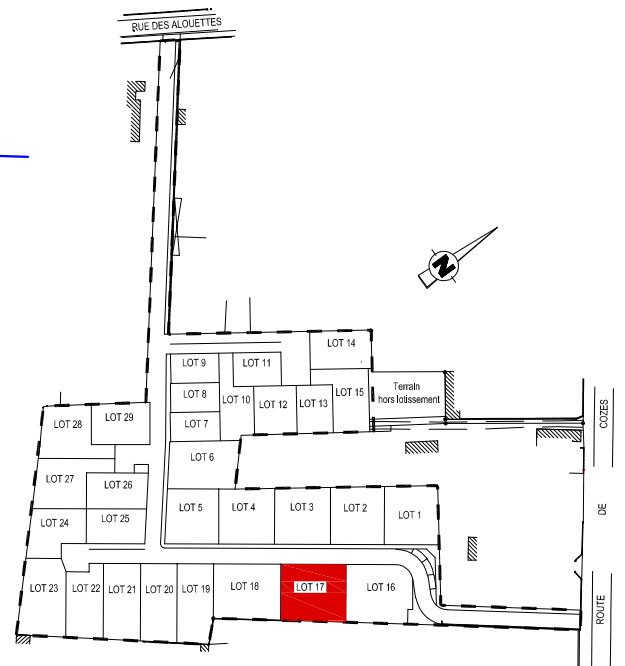 RUE DES ALOUETTES
N
LOT 14
LOT 9
LOT 11
LOT 8
LOT 10
LOT 12
LOT 13
LOT 15
Terrain
hors lotissement
LOT 7
LOT 28
LOT 29
LOT 6
LOT 27
LOT 26
LOT 5
LOT 4
LOT 3
LOT 2
LOT 1
LOT 24
LOT 25
LOT 23
LOT 22
LOT 21
LOT 20
LOT 19
LOT 18
LOT 17
LOT 16
ROUTE DE COZES